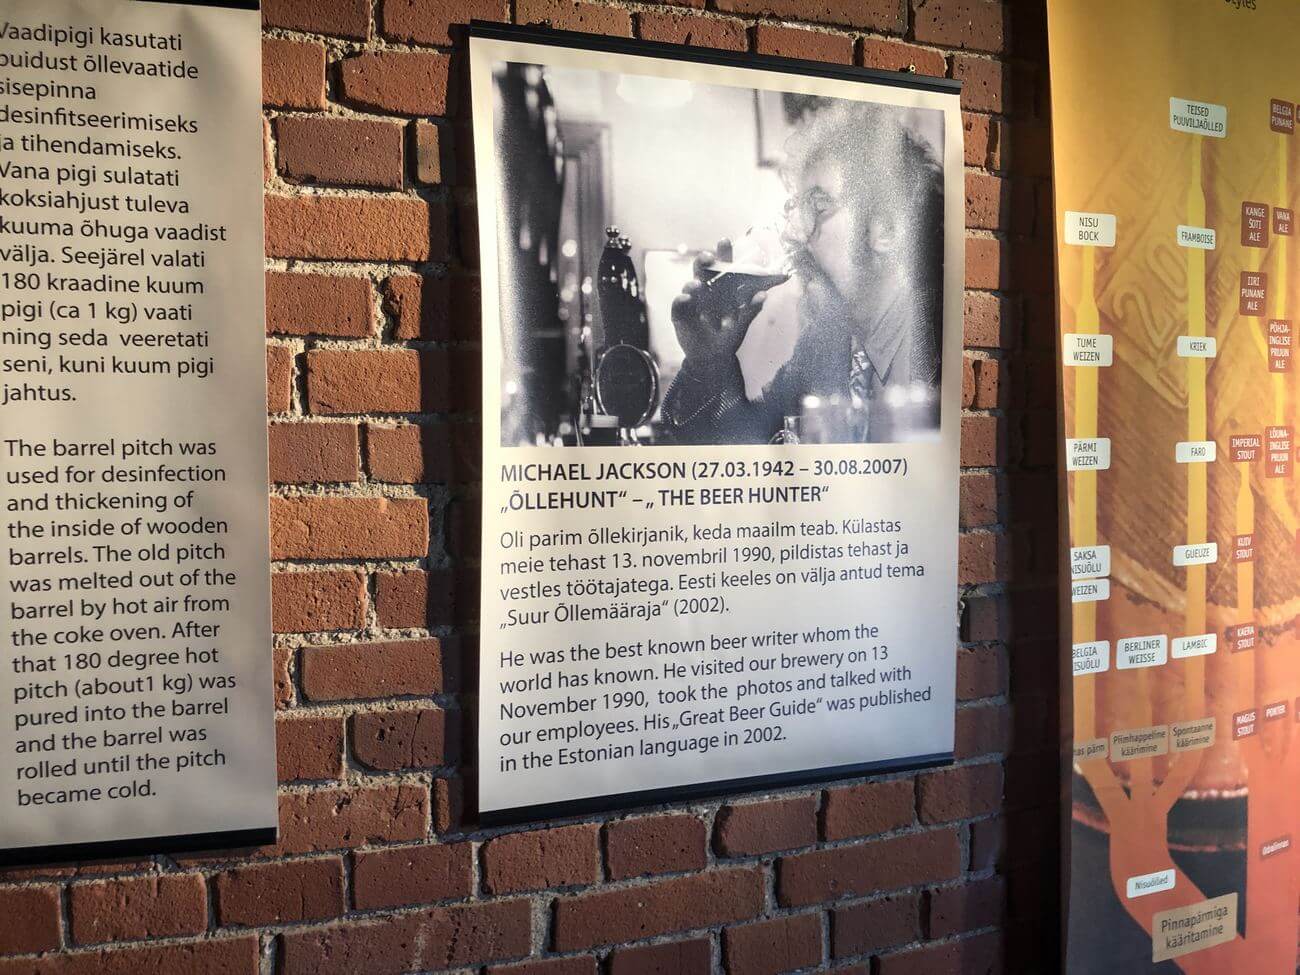 Vaadipigi kasutati
puidust õllevaatide
sisepinna
desinfitseerimiseks
ja tihendamiseks.
Vana pigi sulatati
koksiahjust tuleva
kuuma õhuga vaadist
välja. Seejärel valati
180 kraadine kuum
pigi (ca 1 kg) vaati
ning seda veeretati
seni, kuni kuum pigi
jahtus.
The barrel pitch was
used for desinfection
and thickening of
the inside of wooden
barrels. The old pitch
was melted out of the
barrel by hot air from
the coke oven. After
that 180 degree hot
pitch (about1 kg) was
pured into the barrel
and the barrel was
rolled until the pitch
became cold.
MICHAEL JACKSON (27.03.1942 – 30.08.2007)
„ÕLLEHUNT“ – „ THE BEER HUNTER“
Oli parim õllekirjanik, keda maailm teab. Külastas
meie tehast 13. novembril 1990, pildistas tehast ja
vestles töötajatega. Eesti keeles on välja antud tema
„Suur Õllemääraja“ (2002).
He was the best known beer writer whom the
world has known. He visited our brewery on 13
November 1990, took the photos and talked with
our employees. His „Great Beer Guide“ was published
in the Estonian language in 2002.
TEISED
PUUVILJAÕLLED
BELGIA
PUNANE
NISU
BOCK
FRAMBOISE
KANGE
ŠOTI
ALE
VANA
ALE
IIRI
PUNANE
ALE
TUME
WEIZEN
KRIEK
PÕHJA-
INGLISE
PRUUN
ALE
PÄRMI
WEIZEN
FARO
IMPERIAL
STOUT
LÕUNA-
INGLISE
PRUUN
ALE
SAKSA
NISUÕLU
WEIZEN
GUEUZE
KUIV
STOUT
BELGIA
NISUÕLU
BERLINER
WEISSE
LAMBIC
KAERA
STOUT
MAGUS
STOUT
PORTER
pärm
Piimhappeline
käärimine
Spontaanne
käärimine
Nisuõlled
Pinnapärmiga
kääritamine